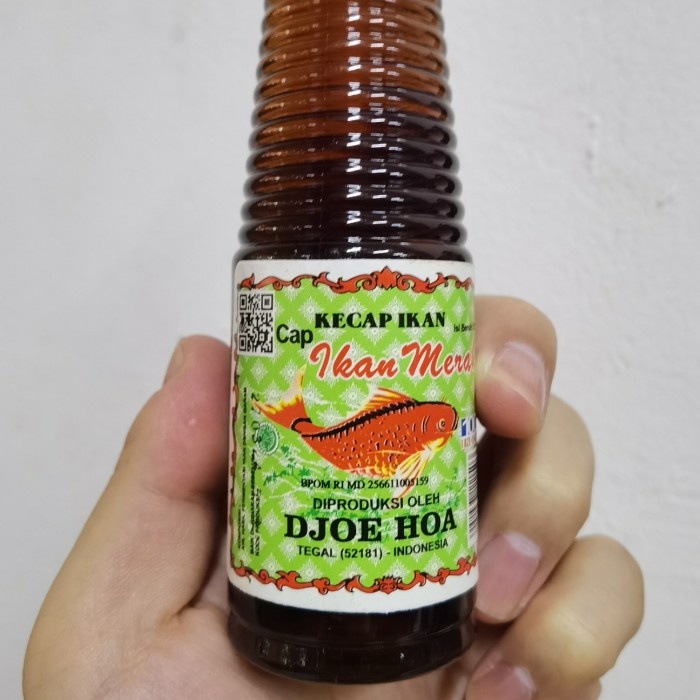 KECAP IKAN
Cap
Ikan Mera
BPOM RI MD 256611005159
DIPRODUKSI OLEH
DJOE HOA
TEGAL (52181) - INDONESIA